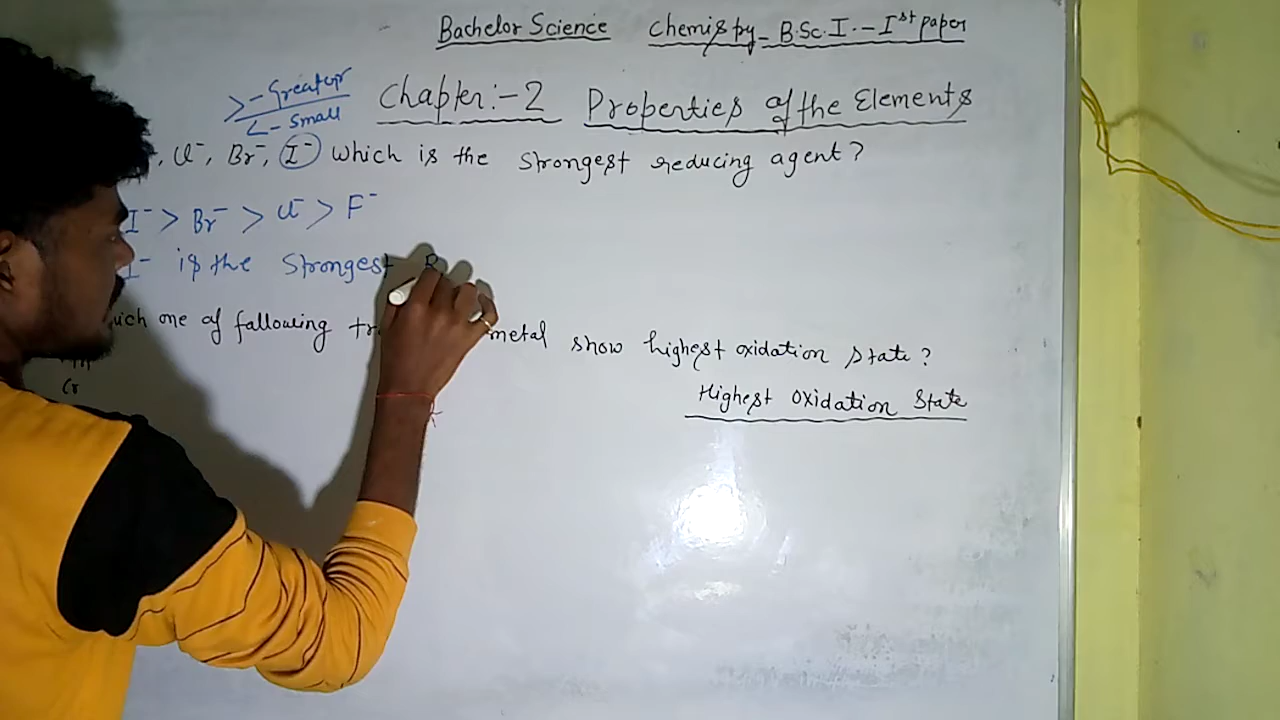 Bachelor Science Chemistry - B.Sc.I. - Ist paper
> - Greater
< - Small
Chapter:-2 Properties of the Elements
, Cl⁻, Br⁻, I⁻ which is the strongest reducing agent?
I⁻ > Br⁻ > Cl⁻ > F⁻
I⁻ is the Strongest R
one of fallowing metal show highest oxidation state?
Cr
Highest Oxidation State